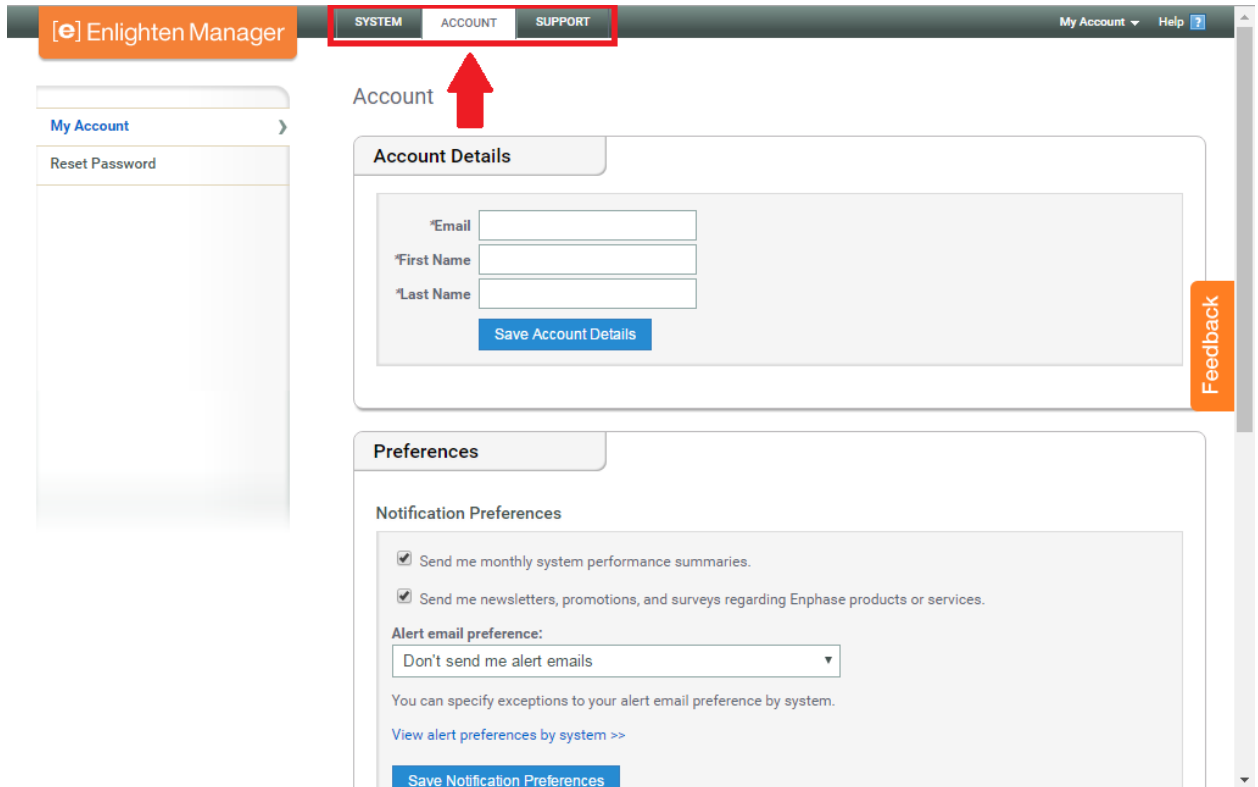 [e] Enlighten Manager
SYSTEM ACCOUNT SUPPORT
My Account Help ?
My Account
Reset Password
Account
Account Details
*Email
*First Name
*Last Name
Save Account Details
Feedback
Preferences
Notification Preferences
Send me monthly system performance summaries.
Send me newsletters, promotions, and surveys regarding Enphase products or services.
Alert email preference:
Don't send me alert emails
You can specify exceptions to your alert email preference by system.
View alert preferences by system >>
Save Notification Preferences